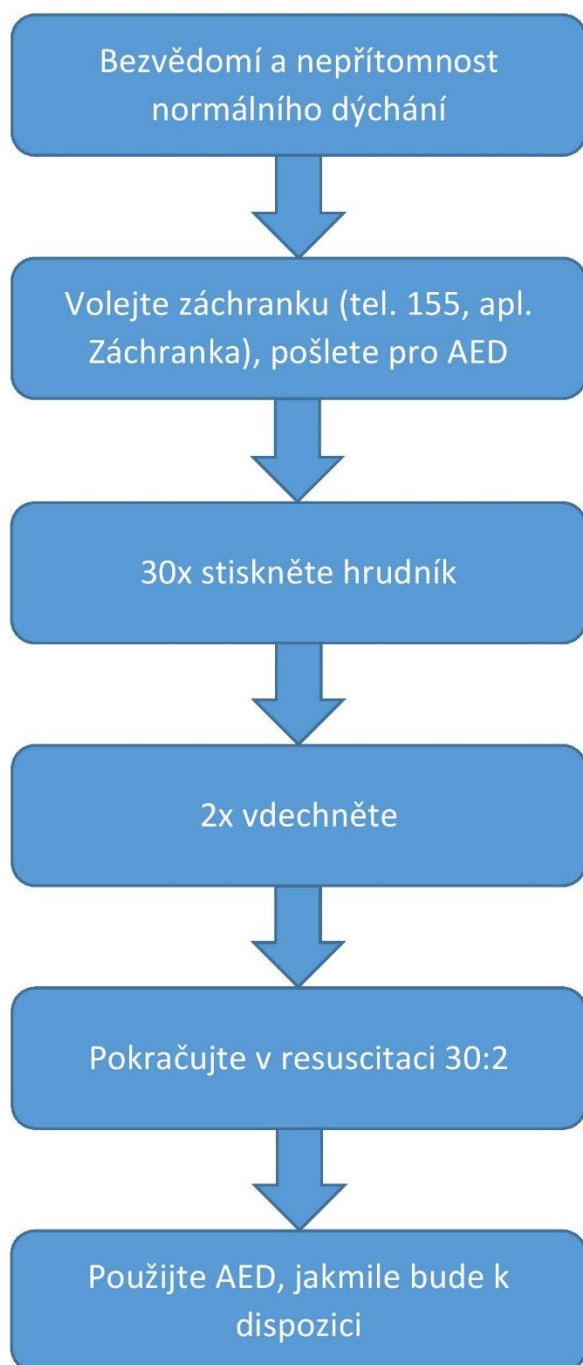 Bezvědomí a nepřítomnost
normálního dýchání
Volejte záchranku (tel. 155, apl.
Záchranka), pošlete pro AED
30x stiskněte hrudník
2x vdechněte
Pokračujte v resuscitaci 30:2
Použijte AED, jakmile bude k
dispozici